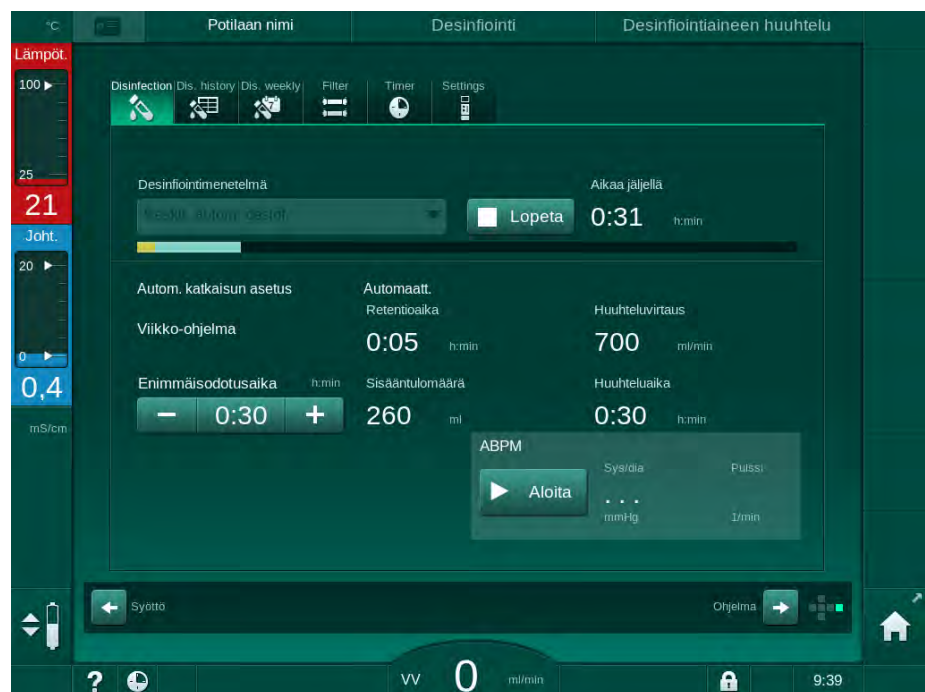 °C Potilaan nimi Desinfiointi Desinfiointiaineen huuhtelu
Lämpöt.
100
25
21
Joht.
20
0
0,4
mS/cm
Disinfection Dis. history Dis. weekly Filter Timer Settings
7
Desinfiointimenetelmä Aikaa jäljellä
Lopeta 0:31 h:min
Autom. katkaisun asetus Automaatt.
Retentioaika Huuhteluvirtaus
Viikko-ohjelma 0:05 h:min 700 ml/min
Enimmäisodotusaika h:min Sisääntulomäärä Huuhteluaika
− 0:30 + 260 ml 0:30 h:min
ABPM
Sys/dia Pulssi
Aloita . . .
mmHg 1/min
Syöttö Ohjelma
? VV 0 ml/min 9:39